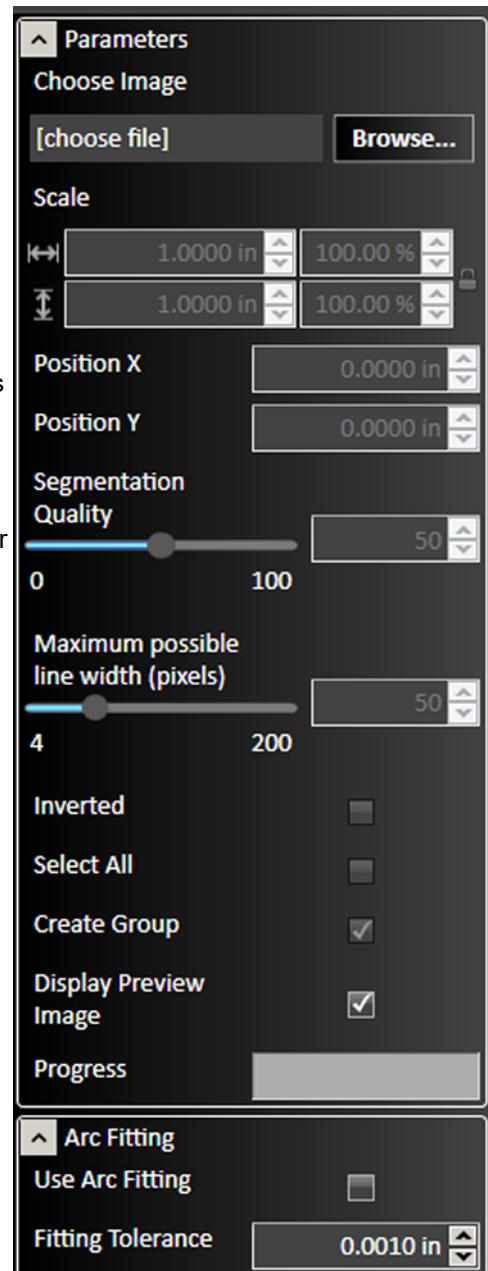 Parameters
Choose Image
[choose file] Browse...
Scale
1.0000 in 100.00 %
1.0000 in 100.00 %
Position X 0.0000 in
s
Position Y 0.0000 in
Segmentation
Quality
r
50
0 100
Maximum possible
line width (pixels)
50
4 200
Inverted
Select All
Create Group
Display Preview
Image
Progress
Arc Fitting
Use Arc Fitting
Fitting Tolerance 0.0010 in